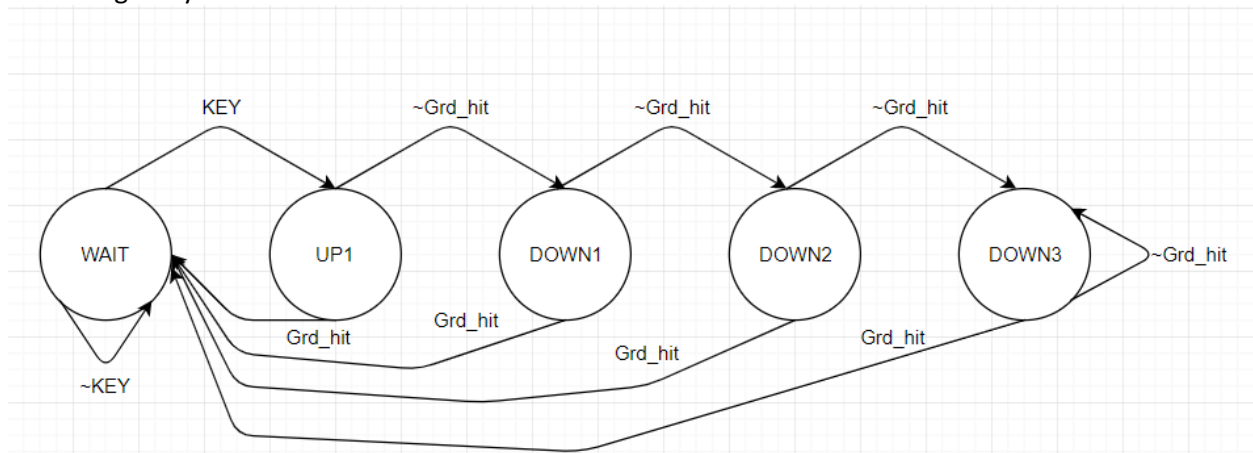 KEY
~Grd_hit
~Grd_hit
~Grd_hit
WAIT
UP1
DOWN1
DOWN2
DOWN3
~Grd_hit
Grd_hit
Grd_hit
Grd_hit
Grd_hit
~KEY